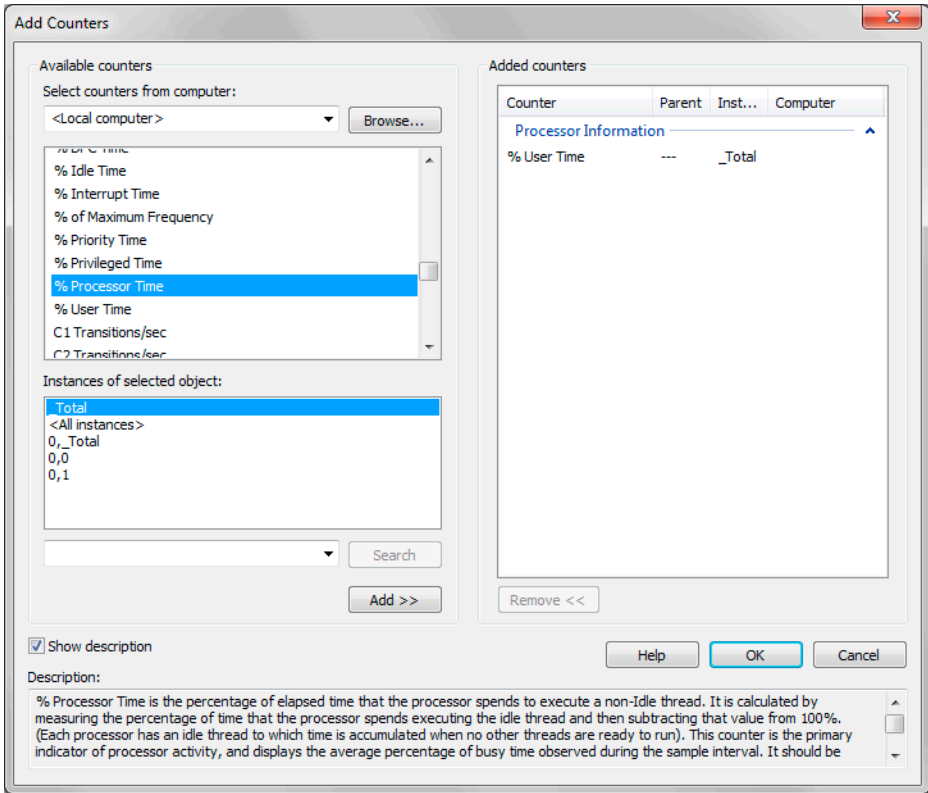 Add Counters
Available counters
Select counters from computer:
<Local computer>
Browse...
% DPC Time
% Idle Time
% Interrupt Time
% of Maximum Frequency
% Priority Time
% Privileged Time
% Processor Time
% User Time
C1 Transitions/sec
C2 Transitions/sec
Instances of selected object:
_Total
<All instances>
0,_Total
0,0
0,1
Search
Add >>
Added counters
Counter Parent Inst... Computer
Processor Information
% User Time --- _Total
Remove <<
Show description
Help OK Cancel
Description:
% Processor Time is the percentage of elapsed time that the processor spends to execute a non-Idle thread. It is calculated by
measuring the percentage of time that the processor spends executing the idle thread and then subtracting that value from 100%.
(Each processor has an idle thread to which time is accumulated when no other threads are ready to run). This counter is the primary
indicator of processor activity, and displays the average percentage of busy time observed during the sample interval. It should be